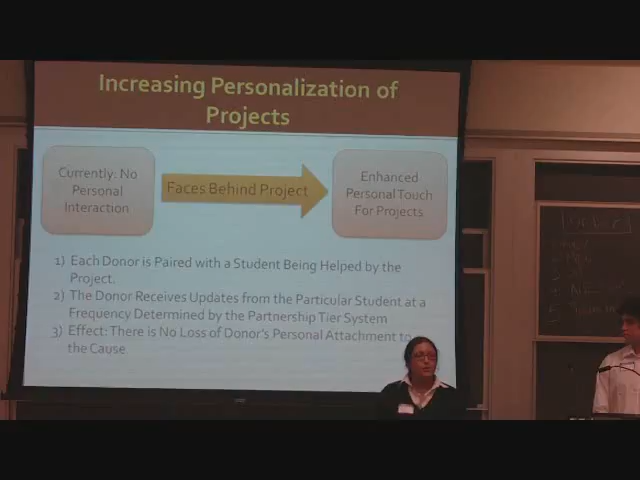 Increasing Personalization of
Projects
Currently: No
Personal
Interaction
Faces Behind Project
Enhanced
Personal Touch
For Projects
1) Each Donor is Paired with a Student Being Helped by the
Project.
2) The Donor Receives Updates from the Particular Student at a
Frequency Determined by the Partnership Tier System
3) Effect: There is No Loss of Donor's Personal Attachment to
the Cause